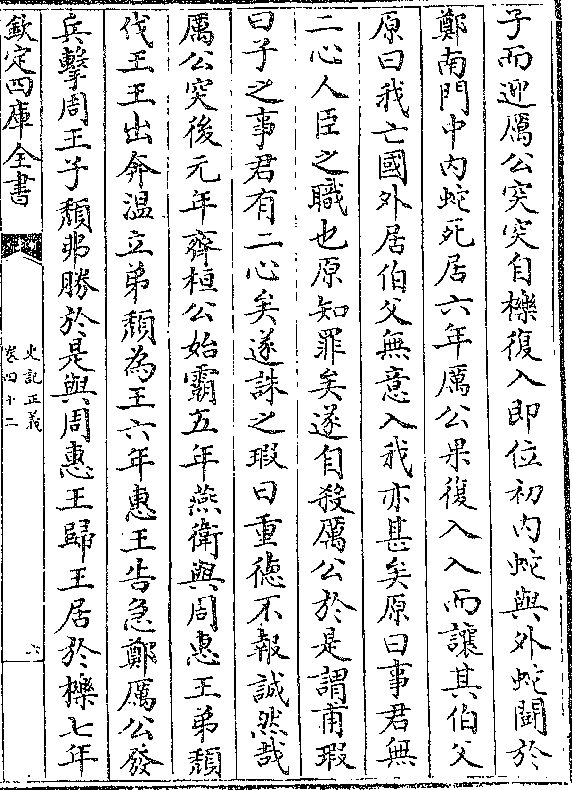 子而迎厲公突突自櫟復入即位初内蛇與外蛇鬬於
鄭南門中内蛇死居六年厲公果復入入而讓其伯父
原曰我亡國外居伯父無意入我亦甚矣原曰事君無
二心人臣之職也原知罪矣遂自殺厲公於是謂甫瑕
曰子之事君有二心矣遂誅之瑕曰重徳不報誠然哉
厲公突後元年齊桓公始霸五年燕衛與周惠王弟頽
伐王王出奔温立弟頽為王六年惠王告急鄭厲公發
兵擊周王子頽弗勝於是與周惠王歸王居於櫟七年
欽定四庫全書
史記正義
卷四十二
六